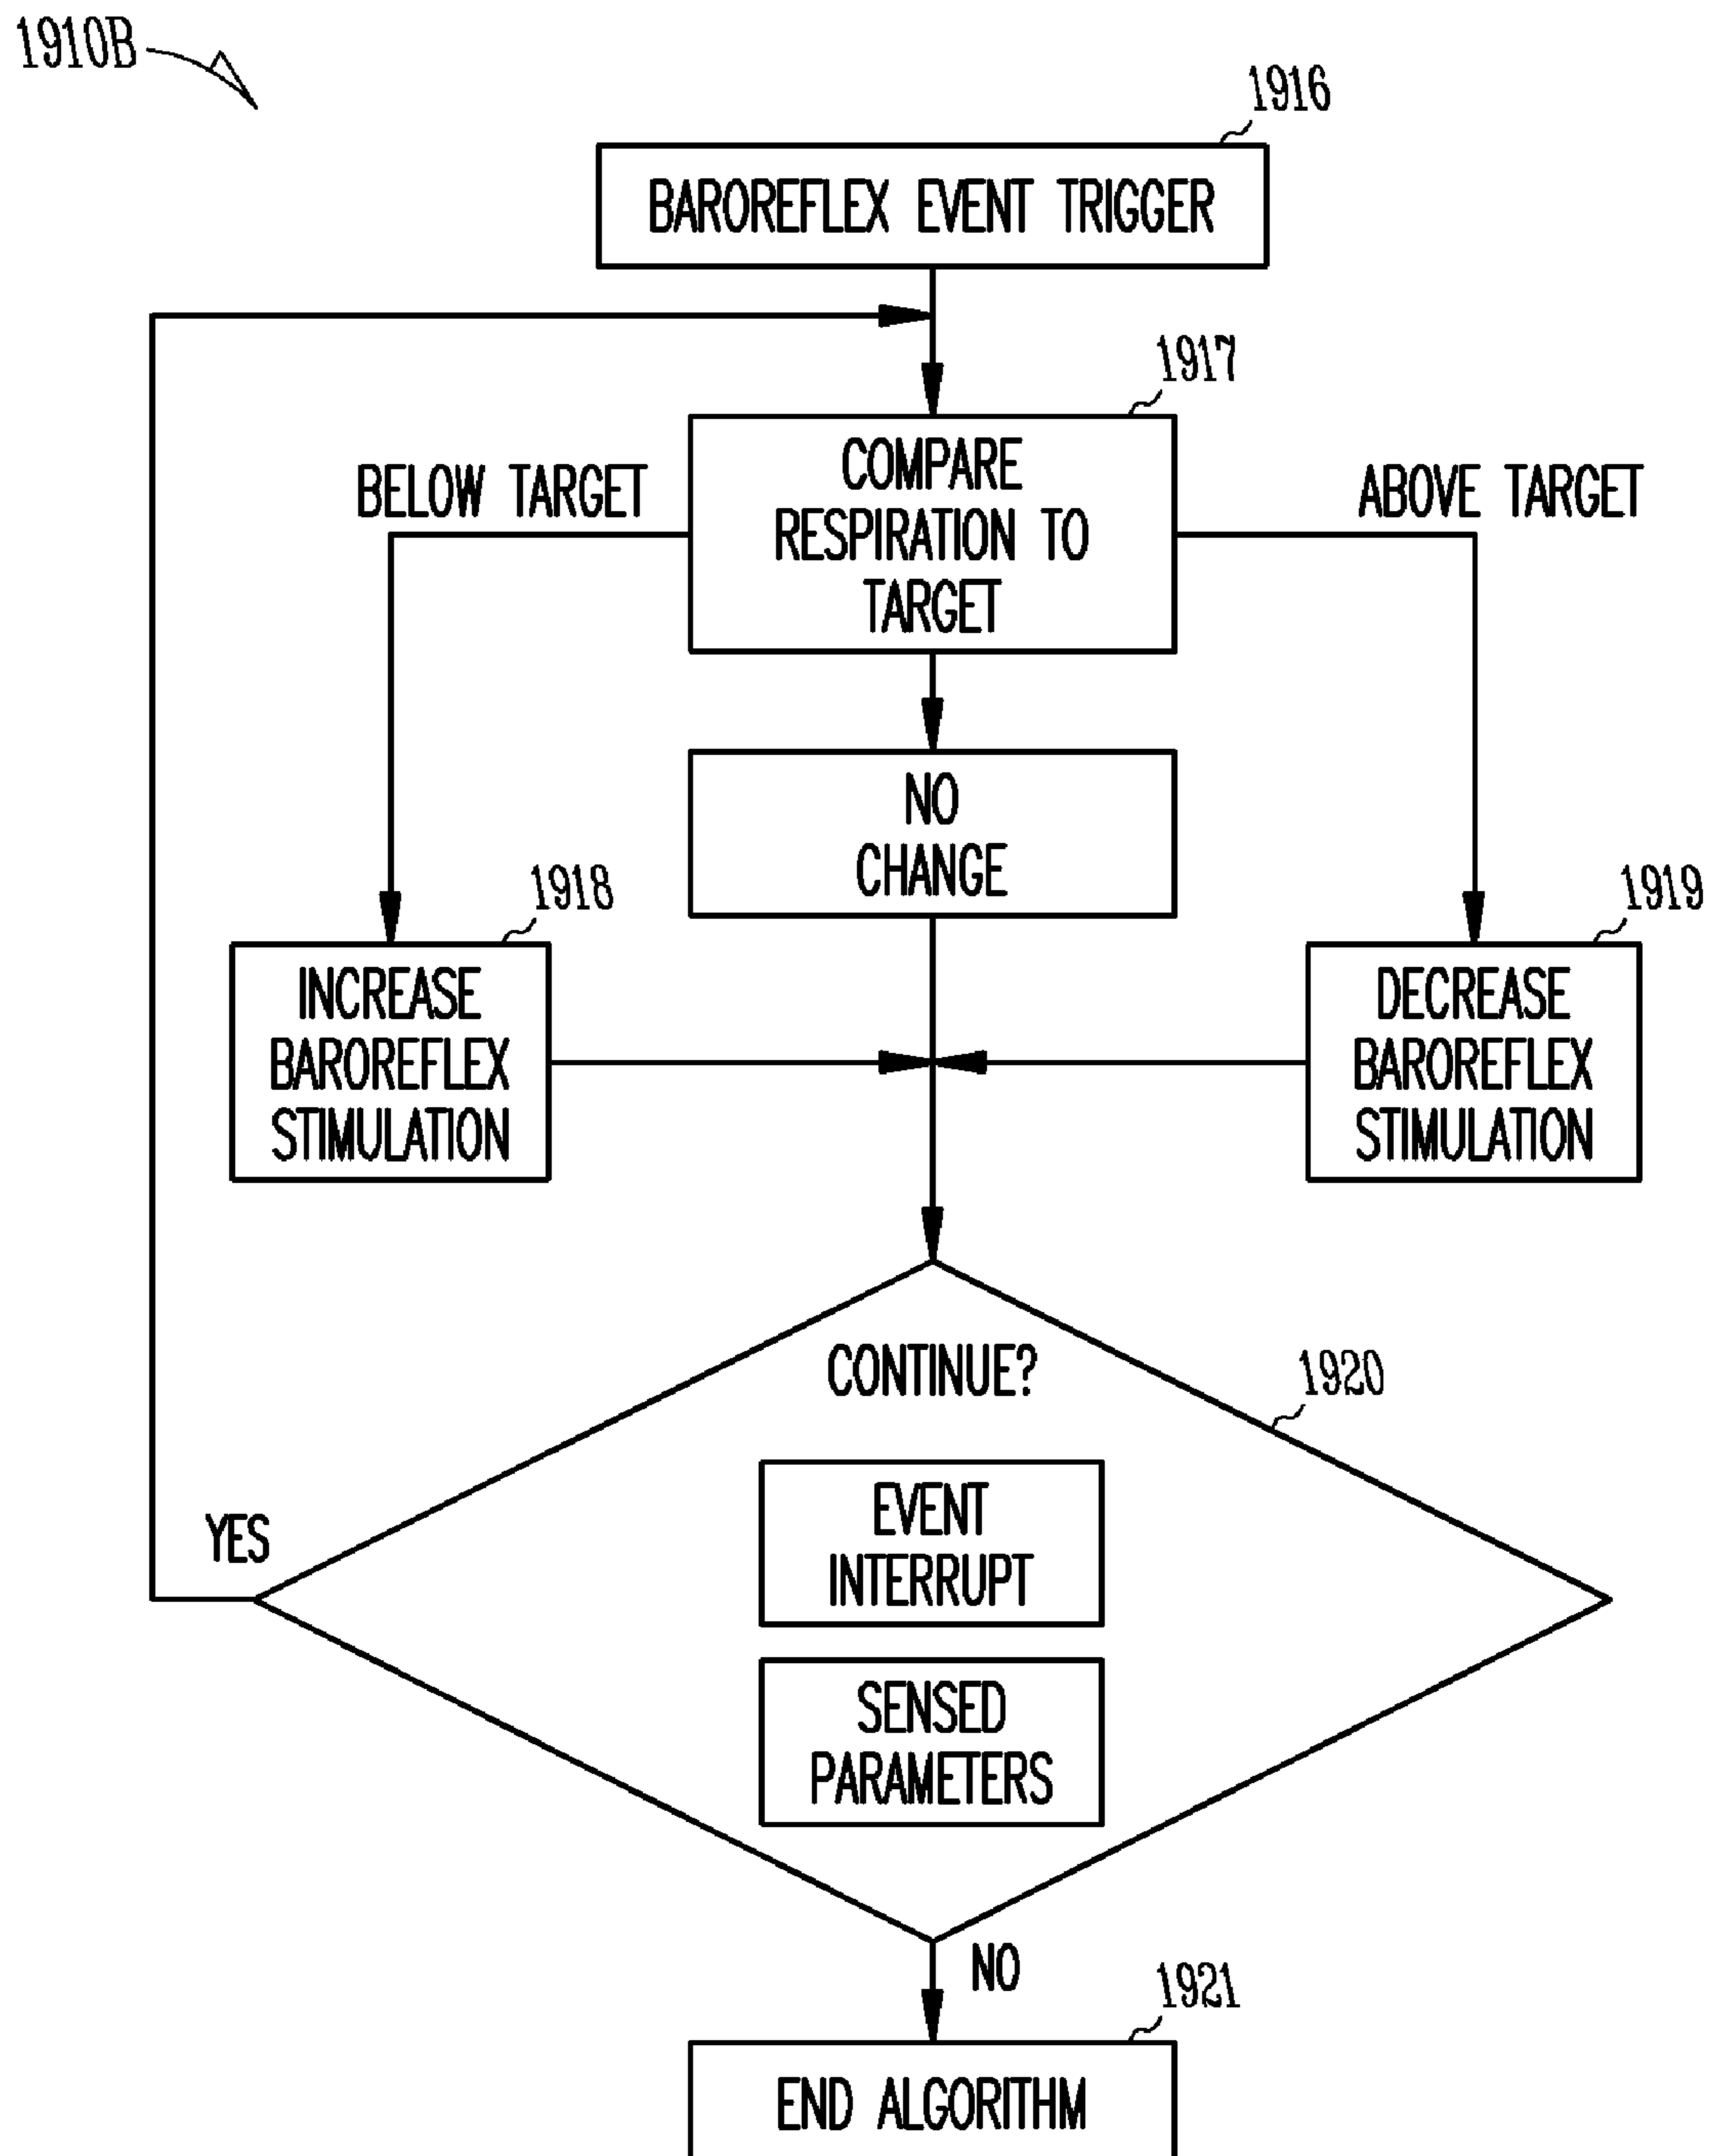 1910B
1916
BAROREFLEX EVENT TRIGGER
1917
COMPARE
RESPIRATION TO
TARGET
BELOW TARGET
ABOVE TARGET
NO
CHANGE
1918
INCREASE
BAROREFLEX
STIMULATION
1919
DECREASE
BAROREFLEX
STIMULATION
CONTINUE?
1920
EVENT
INTERRUPT
SENSED
PARAMETERS
YES
NO
1921
END ALGORITHM